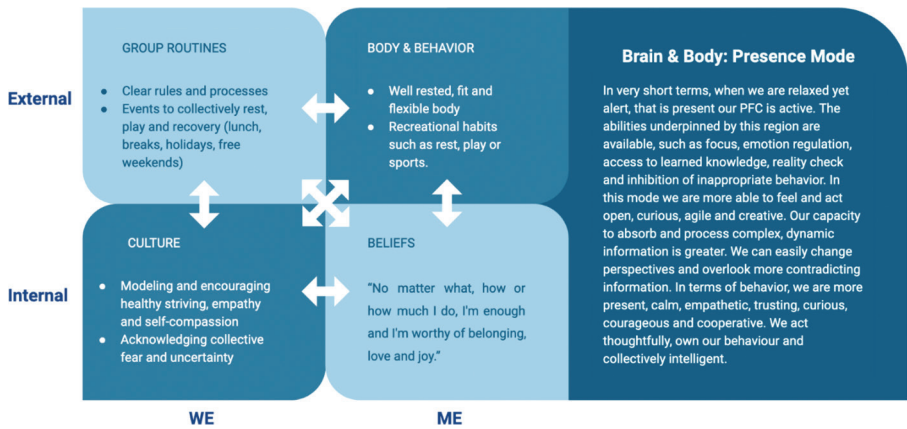 External
GROUP ROUTINES
● Clear rules and processes
● Events to collectively rest,
play and recovery (lunch,
breaks, holidays, free
weekends)
BODY & BEHAVIOR
● Well rested, fit and
flexible body
● Recreational habits
such as rest, play or
sports.
Internal
CULTURE
● Modeling and encouraging
healthy striving, empathy
and self-compassion
● Acknowledging collective
fear and uncertainty
BELIEFS
“No matter what, how or
how much I do, I'm enough
and I'm worthy of belonging,
love and joy.”
WE
ME
Brain & Body: Presence Mode
In very short terms, when we are relaxed yet
alert, that is present our PFC is active. The
abilities underpinned by this region are
available, such as focus, emotion regulation,
access to learned knowledge, reality check
and inhibition of inappropriate behavior. In
this mode we are more able to feel and act
open, curious, agile and creative. Our capacity
to absorb and process complex, dynamic
information is greater. We can easily change
perspectives and overlook more contradicting
information. In terms of behavior, we are more
present, calm, empathetic, trusting, curious,
courageous and cooperative. We act
thoughtfully, own our behaviour and
collectively intelligent.